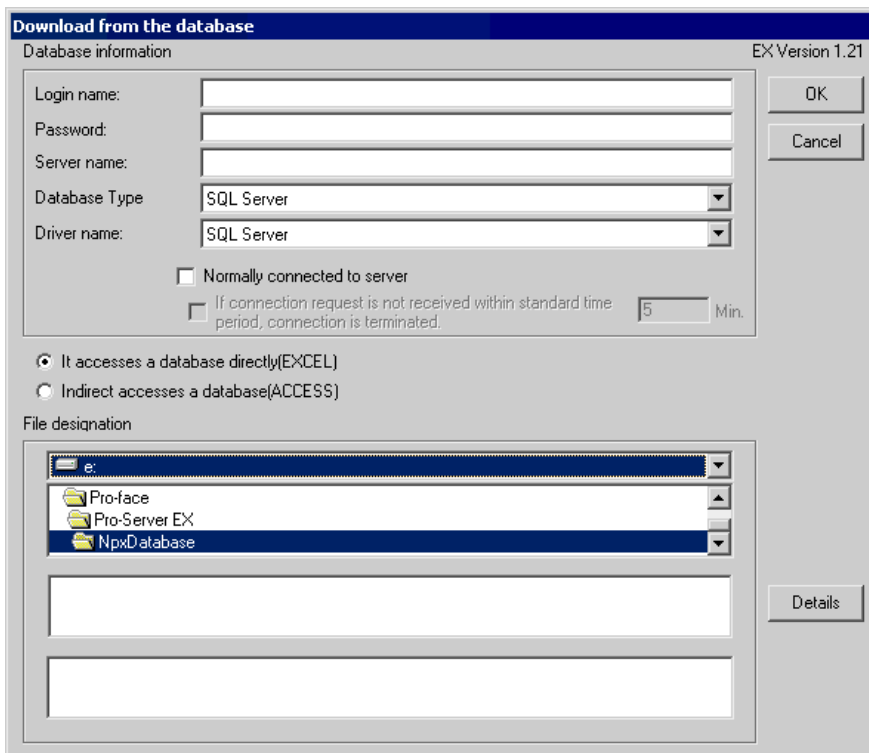 Download from the database
Database information
EX Version 1.21
Login name:
OK
Password:
Cancel
Server name:
Database Type
SQL Server
Driver name:
SQL Server
Normally connected to server
If connection request is not received within standard time
period, connection is terminated.
5
Min.
It accesses a database directly(EXCEL)
Indirect accesses a database(ACCESS)
File designation
e:
Pro-face
Pro-Server EX
NpxDatabase
Details